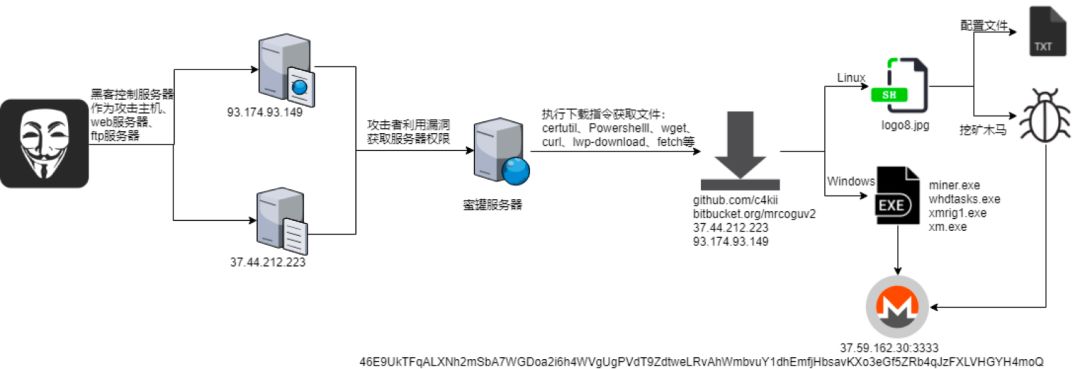 黑客控制服务器
作为攻击主机、
web服务器、
ftp服务器
93.174.93.149
37.44.212.223
攻击者利用漏洞
获取服务器权限
蜜罐服务器
执行下载指令获取文件：
certutil、Powershelll、wget、
curl、lwp-download、fetch等
github.com/c4kii
bitbucket.org/mrcoguv2
37.44.212.223
93.174.93.149
Linux
SH
logo8.jpg
配置文件
TXT
挖矿木马
Windows
EXE
miner.exe
whdtasks.exe
xmrig1.exe
xm.exe
37.59.162.30:3333
46E9UkTFqALXNh2mSbA7WGDoa2i6h4WVgUgPVdT9ZdtweLRvAhWmbvuY1dhEmfjHbsavKXo3eGf5ZRb4qJzFXLVHGYH4moQ